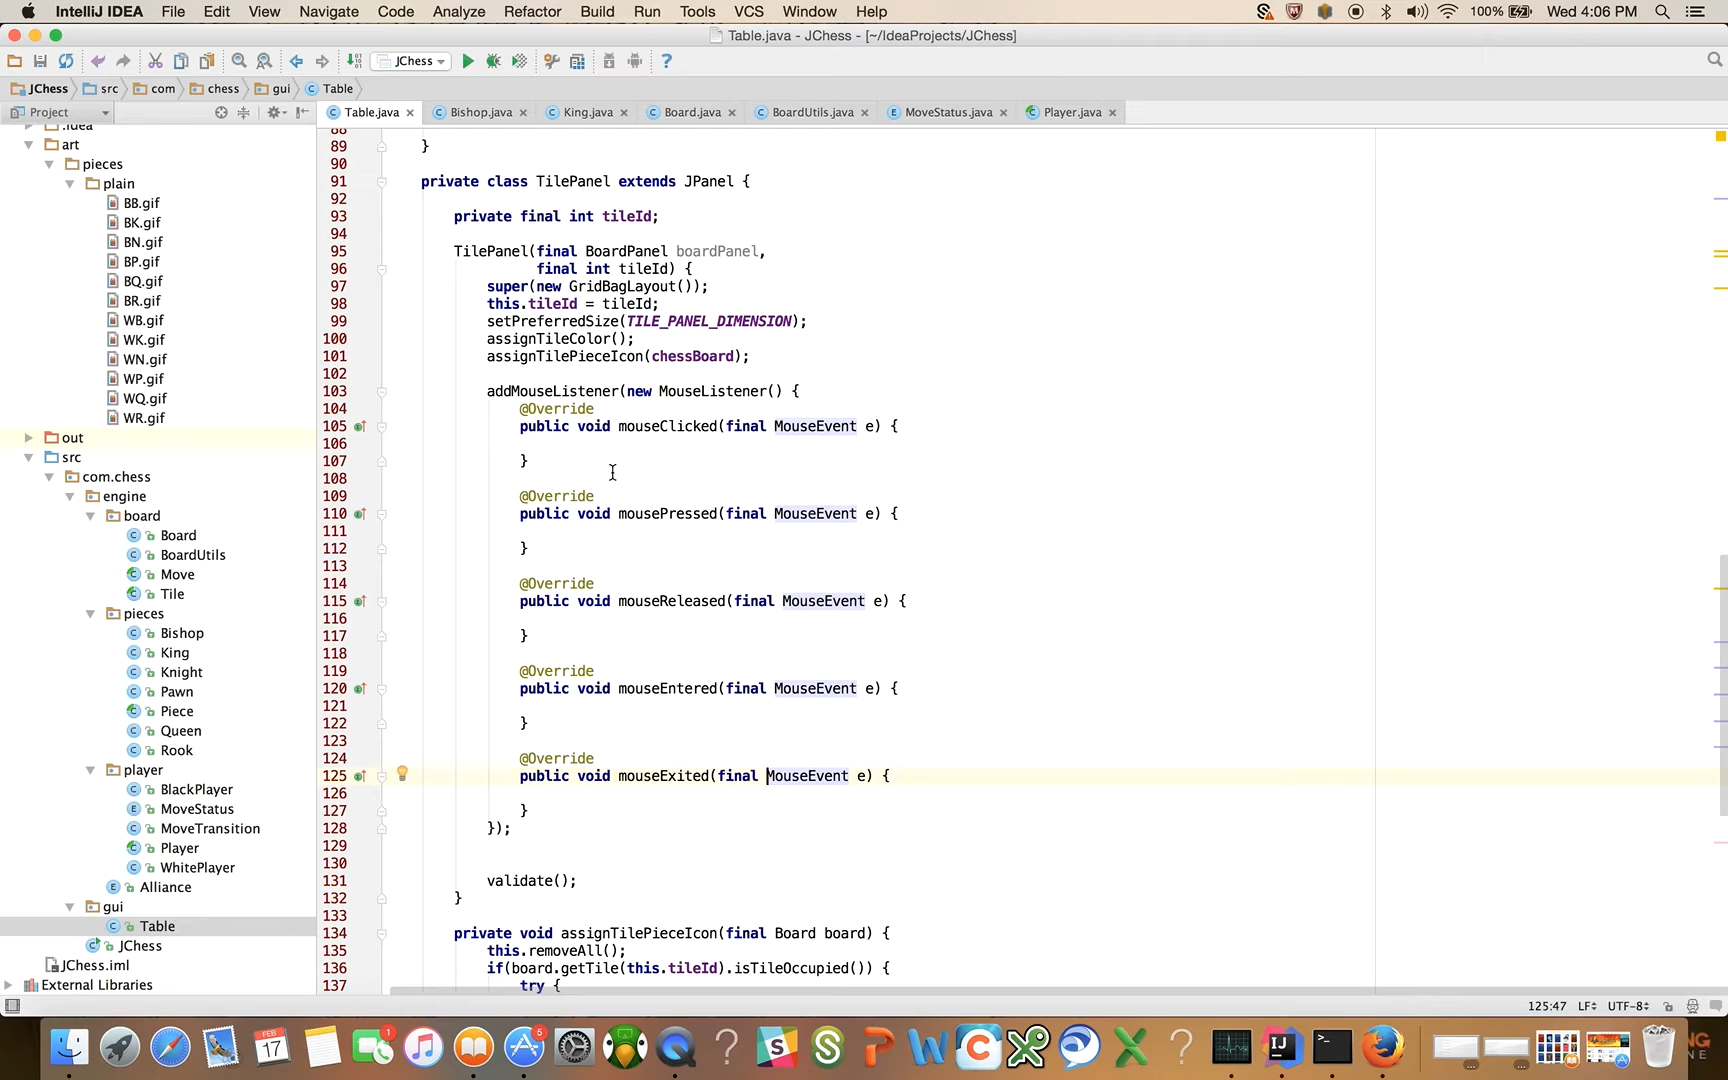 IntelliJ IDEA File Edit View Navigate Code Analyze Refactor Build Run Tools VCS Window Help 100% Wed 4:06 PM
Table.java - JChess - [~/IdeaProjects/JChess]
JChess
JChess src com chess gui Table
Project
Table.java Bishop.java King.java Board.java BoardUtils.java MoveStatus.java Player.java
.idea
art
pieces
plain
BB.gif
BK.gif
BN.gif
BP.gif
BQ.gif
BR.gif
WB.gif
WK.gif
WN.gif
WP.gif
WQ.gif
WR.gif
out
src
com.chess
engine
board
Board
BoardUtils
Move
Tile
pieces
Bishop
King
Knight
Pawn
Piece
Queen
Rook
player
BlackPlayer
MoveStatus
MoveTransition
Player
WhitePlayer
Alliance
gui
Table
JChess
JChess.iml
External Libraries
88
89 }
90
91 private class TilePanel extends JPanel {
92
93 private final int tileId;
94
95 TilePanel(final BoardPanel boardPanel,
96 final int tileId) {
97 super(new GridBagLayout());
98 this.tileId = tileId;
99 setPreferredSize(TILE_PANEL_DIMENSION);
100 assignTileColor();
101 assignTilePieceIcon(chessBoard);
102
103 addMouseListener(new MouseListener() {
104 @Override
105 public void mouseClicked(final MouseEvent e) {
106
107 }
108
109 @Override
110 public void mousePressed(final MouseEvent e) {
111
112 }
113
114 @Override
115 public void mouseReleased(final MouseEvent e) {
116
117 }
118
119 @Override
120 public void mouseEntered(final MouseEvent e) {
121
122 }
123
124 @Override
125 public void mouseExited(final MouseEvent e) {
126
127 }
128 });
129
130
131 validate();
132 }
133
134 private void assignTilePieceIcon(final Board board) {
135 this.removeAll();
136 if(board.getTile(this.tileId).isTileOccupied()) {
137 try {
125:47 LF UTF-8
FEB
17
1
5
IJ